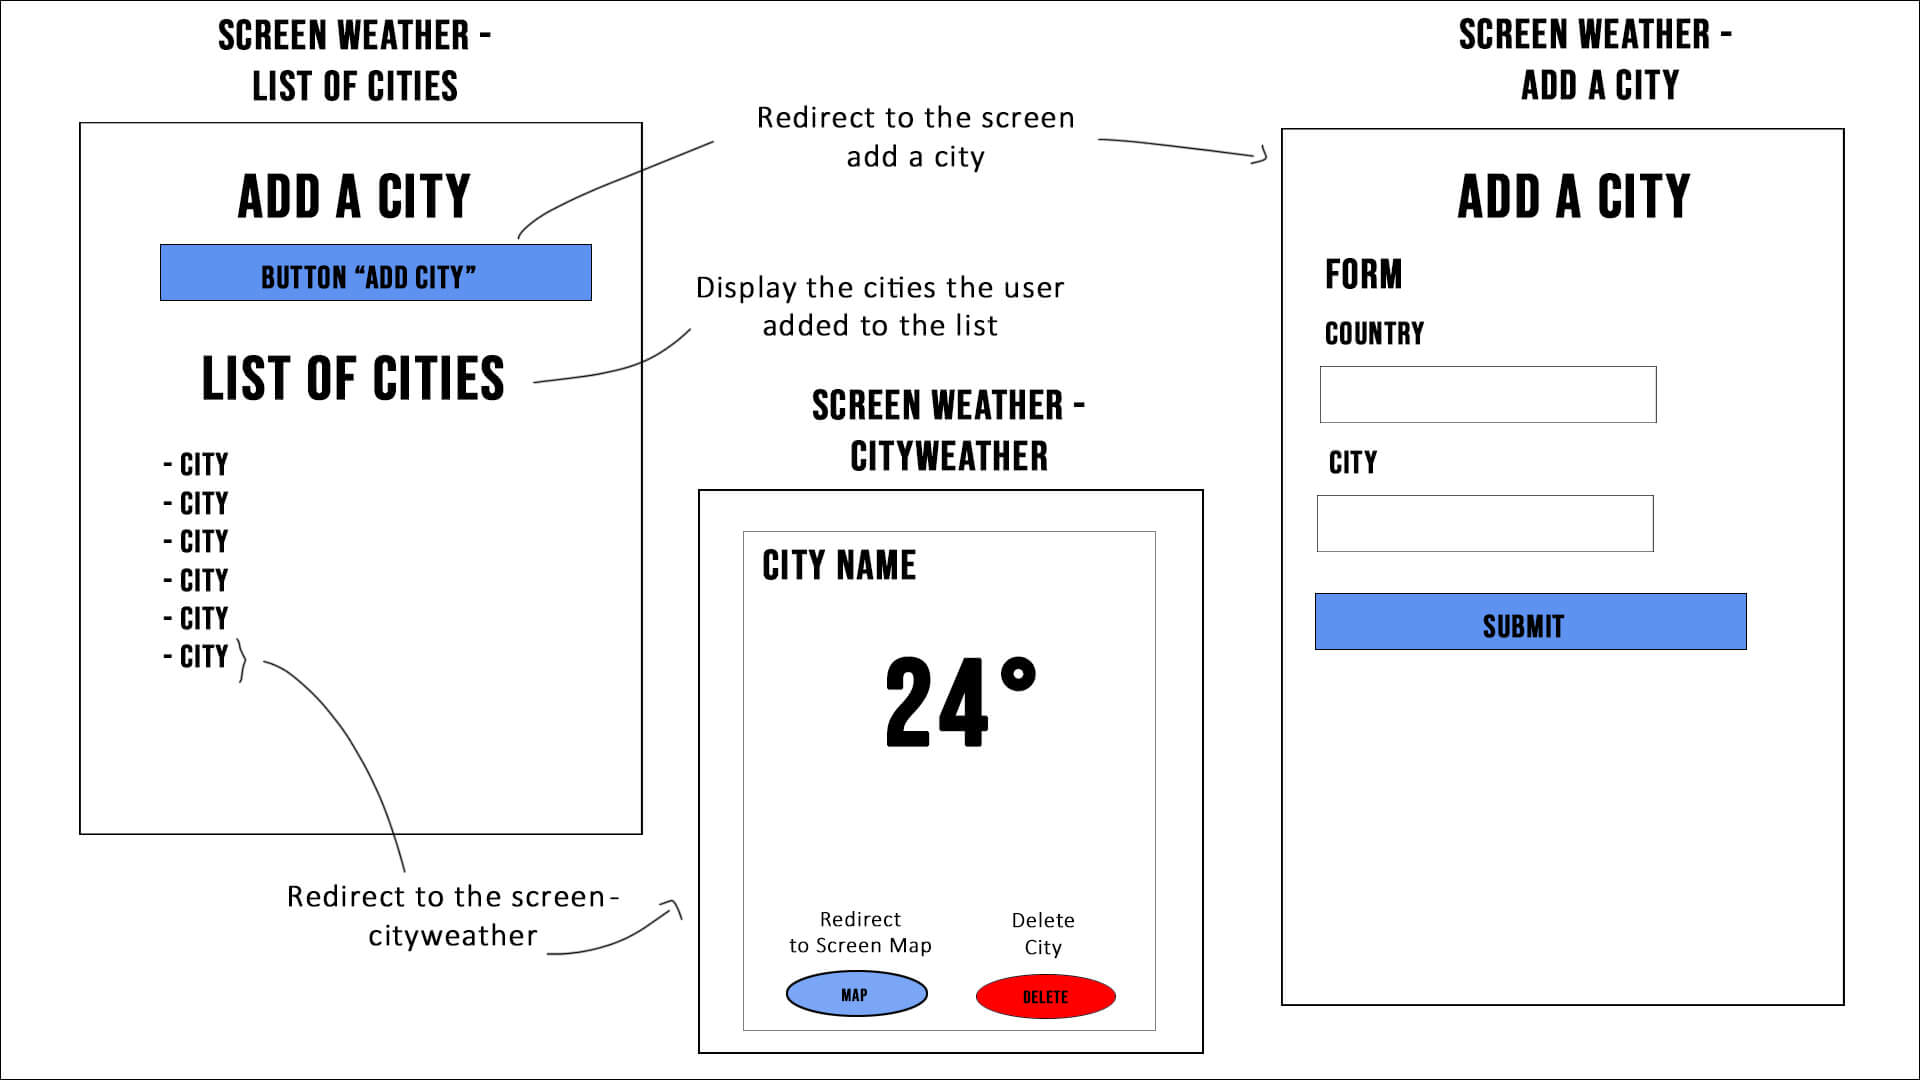 SCREEN WEATHER -
LIST OF CITIES
ADD A CITY
BUTTON “ADD CITY”
LIST OF CITIES
- CITY
- CITY
- CITY
- CITY
- CITY
- CITY
Redirect to the screen
add a city
Display the cities the user
added to the list
Redirect to the screen-
cityweather
SCREEN WEATHER -
CITYWEATHER
CITY NAME
24°
Redirect
to Screen Map
MAP
Delete
City
DELETE
SCREEN WEATHER -
ADD A CITY
ADD A CITY
FORM
COUNTRY
CITY
SUBMIT